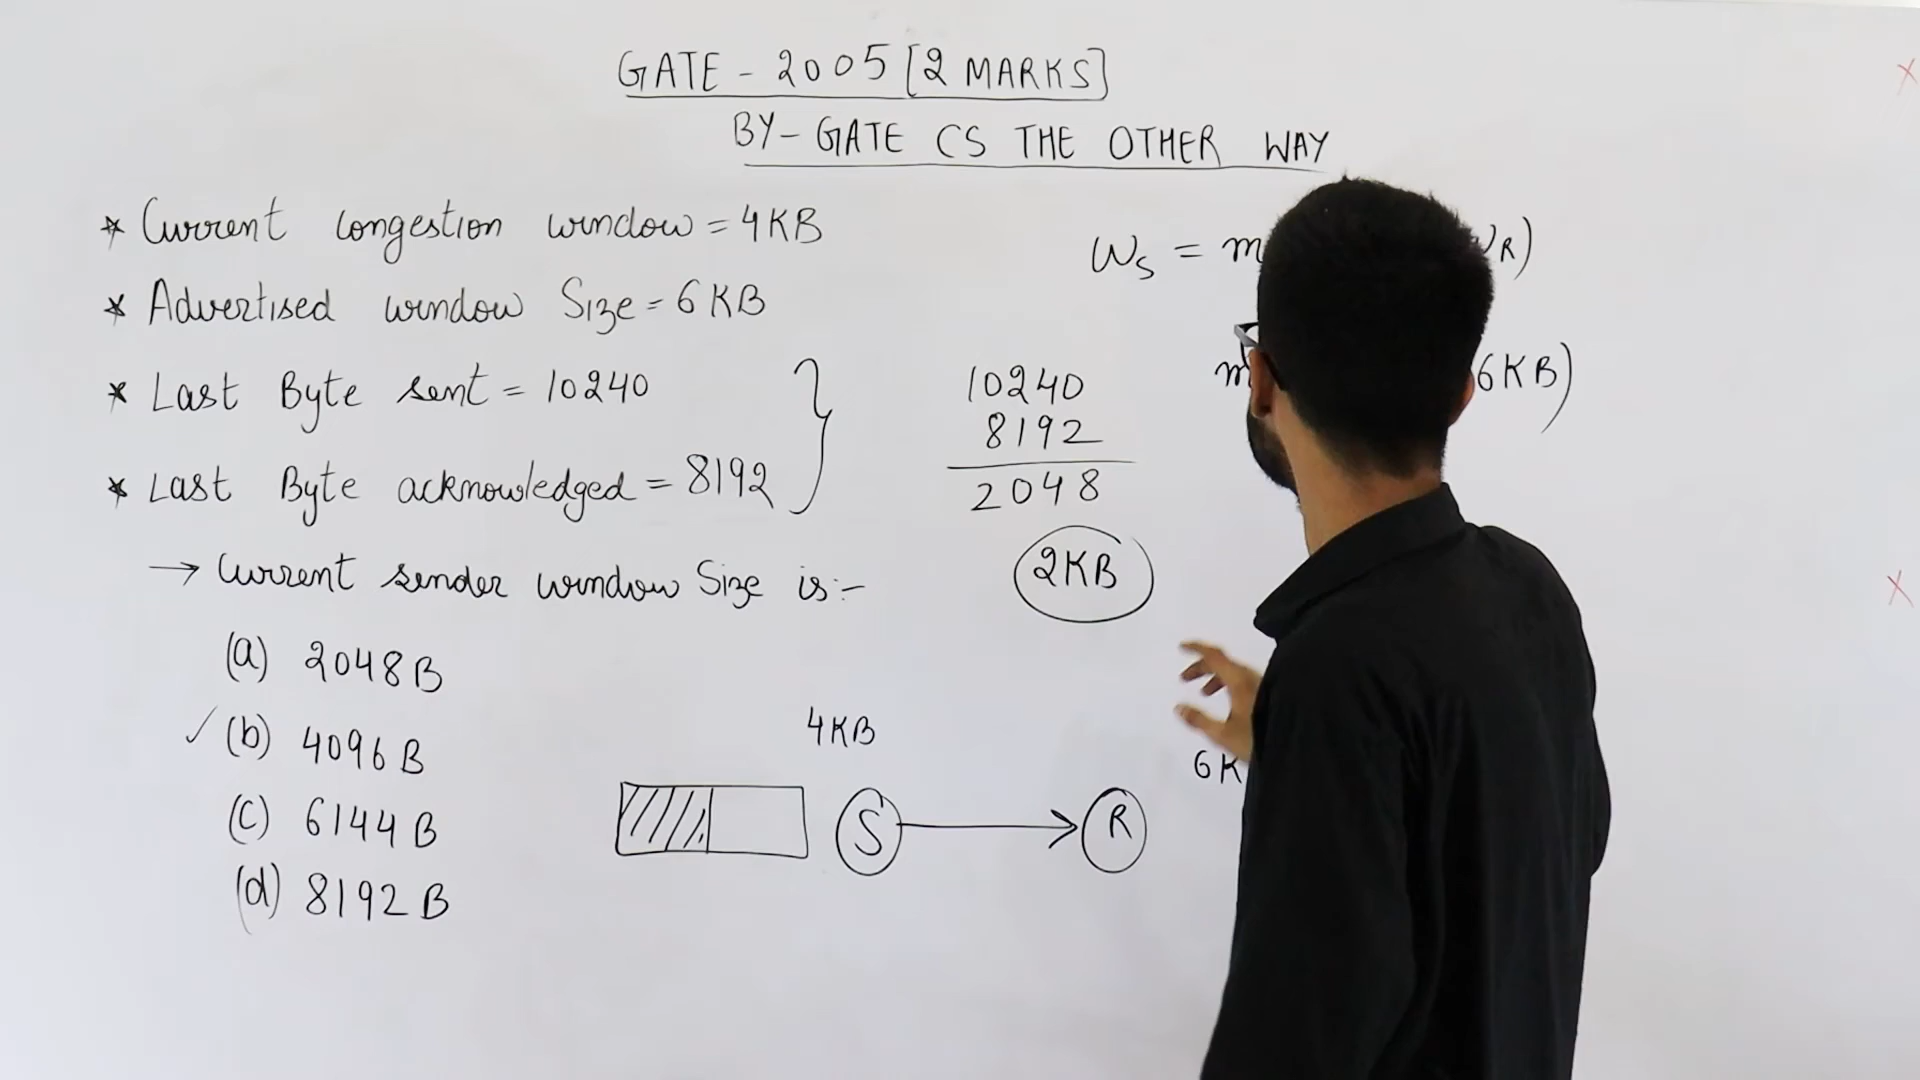 GATE - 2005 [2 MARKS]
BY - GATE CS THE OTHER WAY
* Current congestion window = 4KB
* Advertised window Size = 6KB
* Last Byte sent = 10240
* Last Byte acknowledged = 8192
→ Current sender window Size is:-
(a) 2048 B
✓ (b) 4096 B
(c) 6144 B
(d) 8192 B
10240
8192
2048
2KB
Ws = m
R)
m
6KB)
4KB
6K
S
R